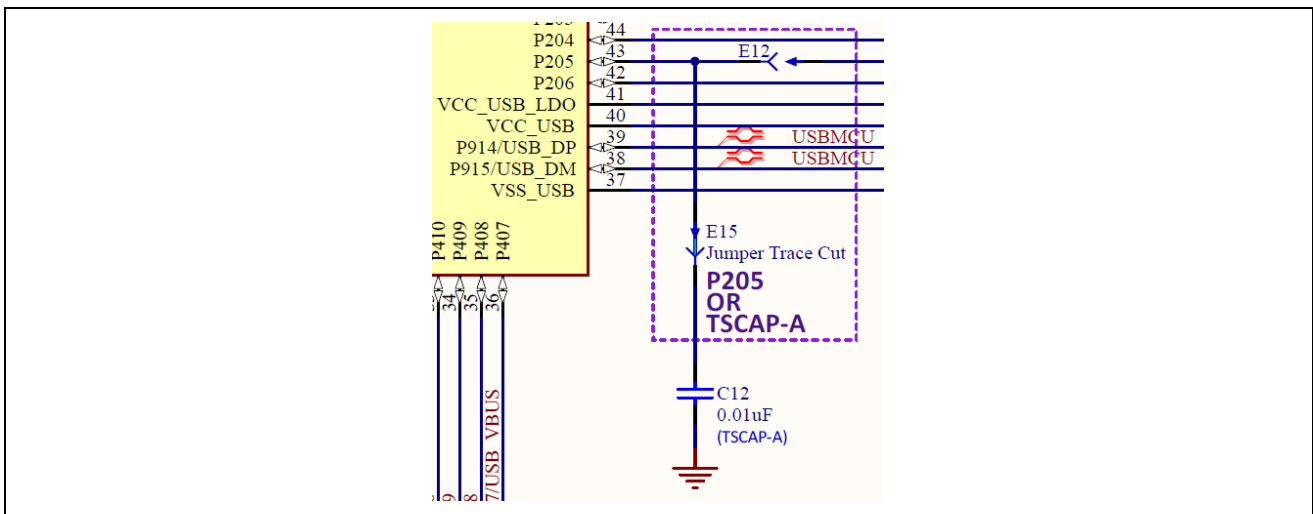 P204
44
P205
43
E12
P206
42
VCC_USB_LDO
41
VCC_USB
40
P914/USB_DP
39
USBMCU
P915/USB_DM
38
USBMCU
VSS_USB
37
P410
P409
P408
P407
34
35
36
E15
Jumper Trace Cut
P205
OR
TSCAP-A
C12
0.01uF
(TSCAP-A)
7/USB_VBUS